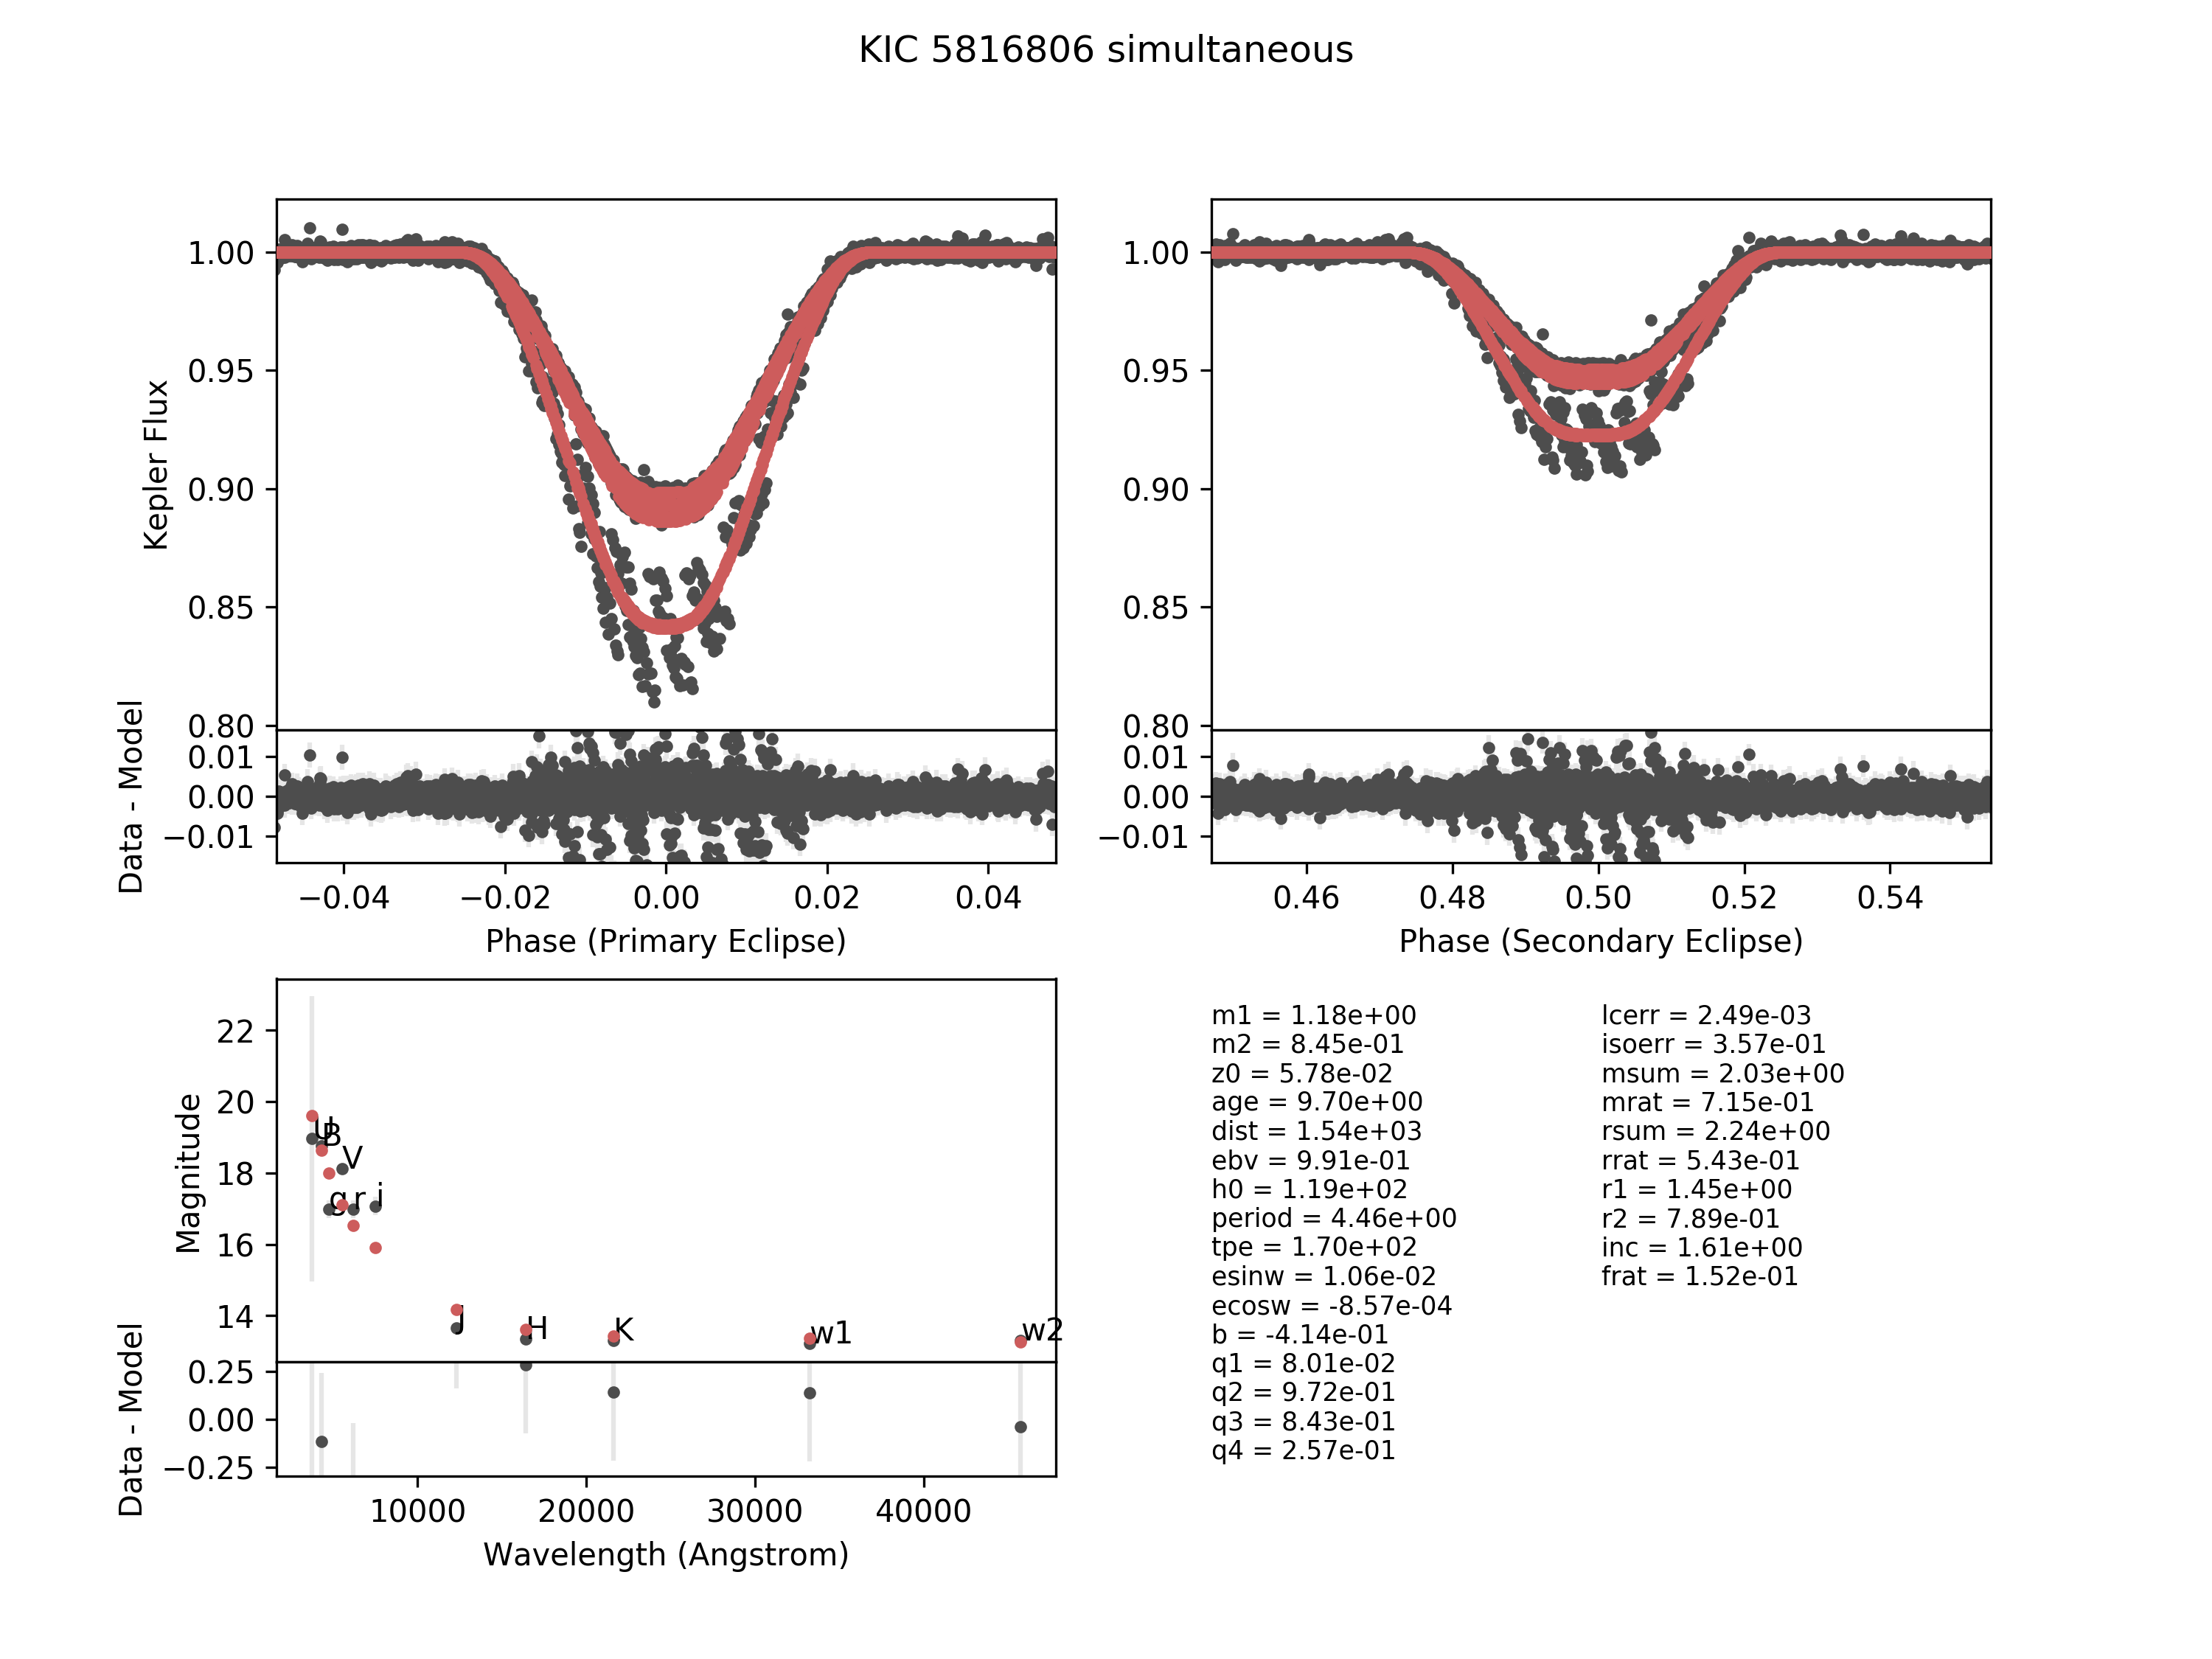 KIC 5816806 simultaneous
Kepler Flux
1.00
0.95
0.90
0.85
0.80
1.00
0.95
0.90
0.85
0.80
Data - Model
0.01
0.00
−0.01
0.01
0.00
−0.01
−0.04 −0.02 0.00 0.02 0.04
Phase (Primary Eclipse)
0.46 0.48 0.50 0.52 0.54
Phase (Secondary Eclipse)
Magnitude
22
20
18
16
14
U
B
V
g
r
i
J
H
K
w1
w2
Data - Model
0.25
0.00
−0.25
10000 20000 30000 40000
Wavelength (Angstrom)
m1 = 1.18e+00
m2 = 8.45e-01
z0 = 5.78e-02
age = 9.70e+00
dist = 1.54e+03
ebv = 9.91e-01
h0 = 1.19e+02
period = 4.46e+00
tpe = 1.70e+02
esinw = 1.06e-02
ecosw = -8.57e-04
b = -4.14e-01
q1 = 8.01e-02
q2 = 9.72e-01
q3 = 8.43e-01
q4 = 2.57e-01
lcerr = 2.49e-03
isoerr = 3.57e-01
msum = 2.03e+00
mrat = 7.15e-01
rsum = 2.24e+00
rrat = 5.43e-01
r1 = 1.45e+00
r2 = 7.89e-01
inc = 1.61e+00
frat = 1.52e-01